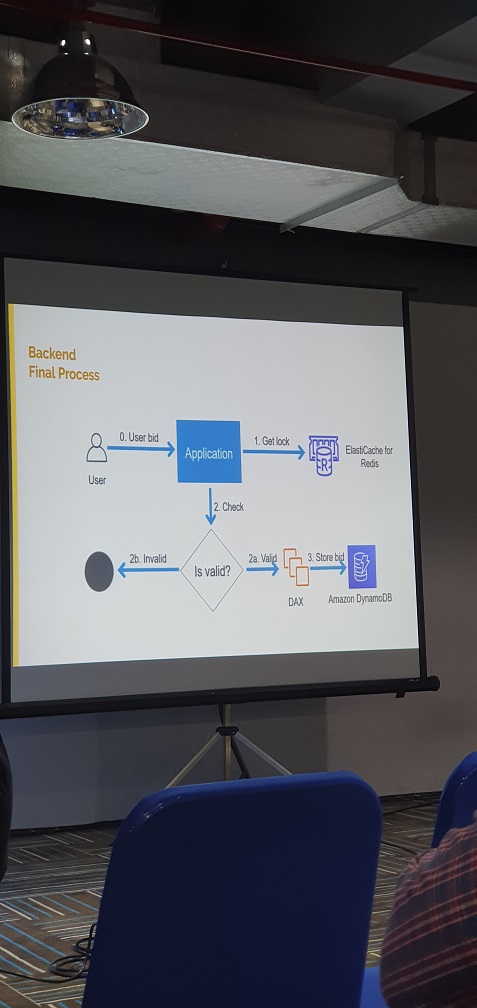 Backend
Final Process
0. User bid
Application
1. Get lock
ElastiCache for
Redis
User
2. Check
2b. Invalid
Is valid?
2a. Valid
3. Store bid
DAX
Amazon DynamoDB
R